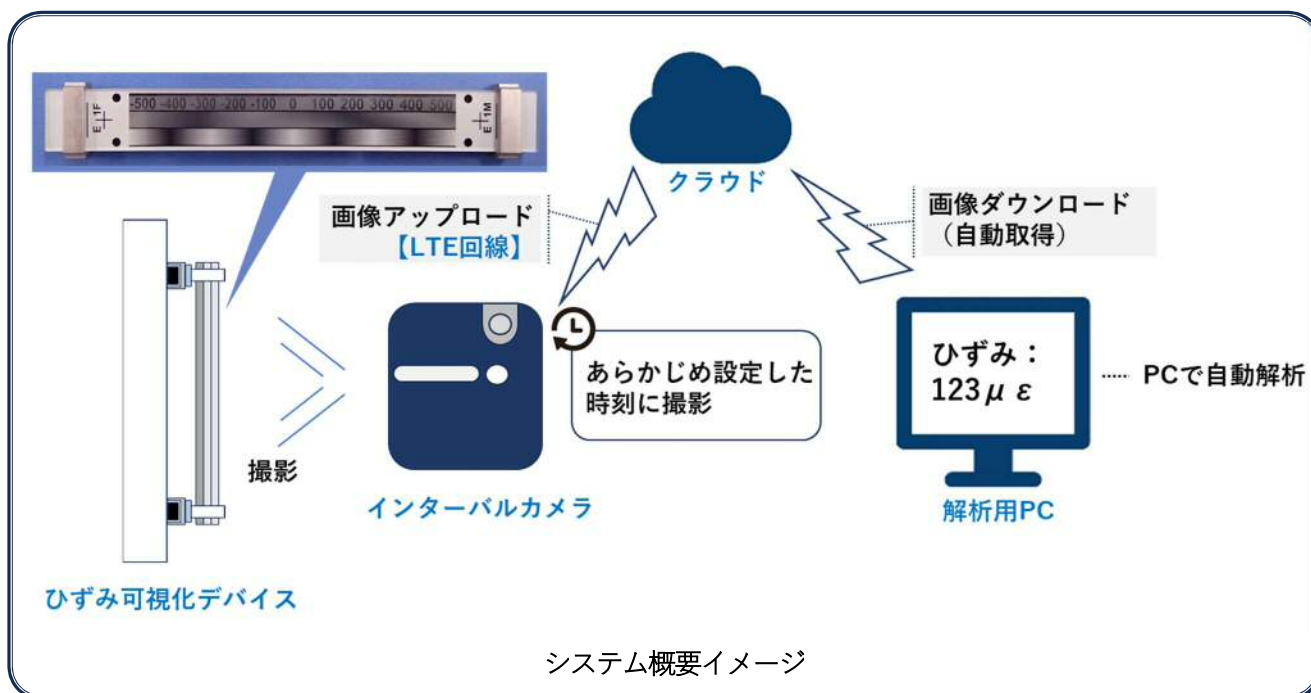 -500 -400 -300 -200 -100 0 100 200 300 400 500
E 1F
E 1M
クラウド
画像アップロード
【LTE回線】
画像ダウンロード
（自動取得）
あらかじめ設定した
時刻に撮影
ひずみ：
123μ ε
PCで自動解析
撮影
インターバルカメラ
解析用PC
ひずみ可視化デバイス
システム概要イメージ